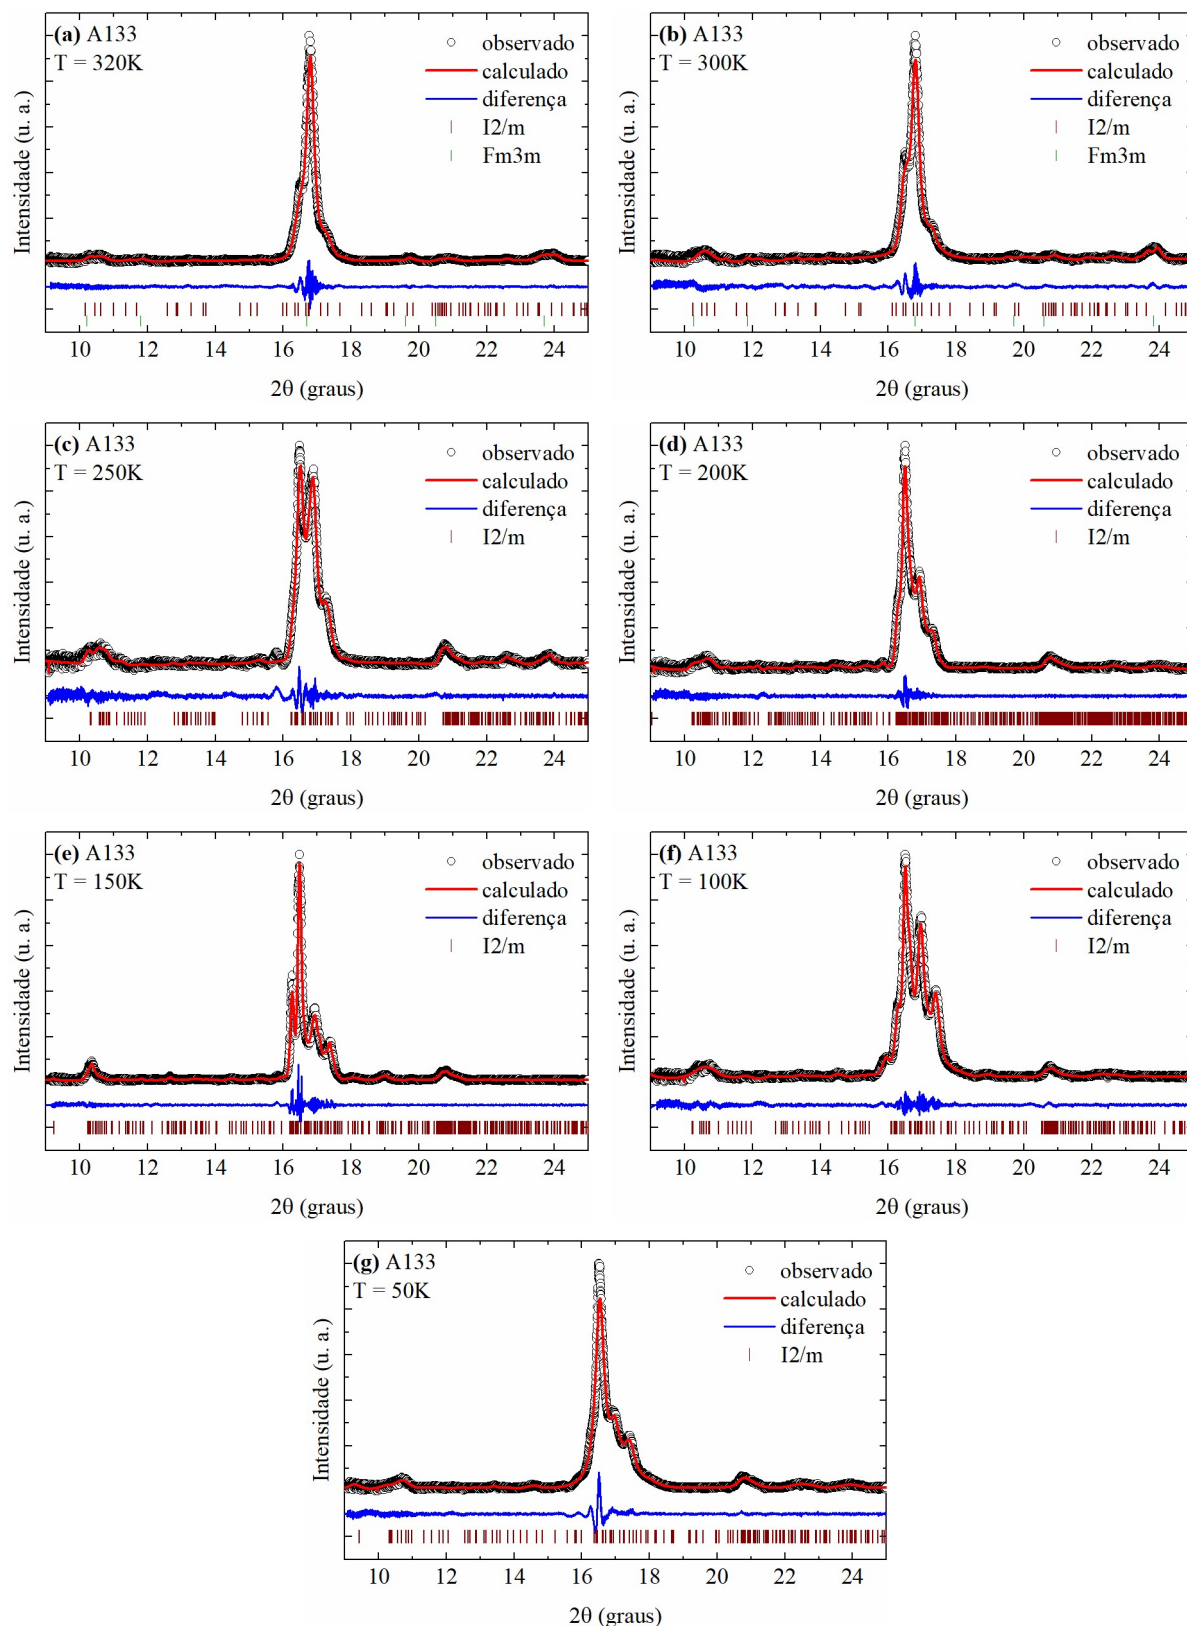 (a) A133
T = 320K
observado
calculado
diferença
I2/m
Fm3m
Intensidade (u. a.)
10 12 14 16 18 20 22 24
2θ (graus)
(b) A133
T = 300K
observado
calculado
diferença
I2/m
Fm3m
Intensidade (u. a.)
10 12 14 16 18 20 22 24
2θ (graus)
(c) A133
T = 250K
observado
calculado
diferença
I2/m
Intensidade (u. a.)
10 12 14 16 18 20 22 24
2θ (graus)
(d) A133
T = 200K
observado
calculado
diferença
I2/m
Intensidade (u. a.)
10 12 14 16 18 20 22 24
2θ (graus)
(e) A133
T = 150K
observado
calculado
diferença
I2/m
Intensidade (u. a.)
10 12 14 16 18 20 22 24
2θ (graus)
(f) A133
T = 100K
observado
calculado
diferença
I2/m
Intensidade (u. a.)
10 12 14 16 18 20 22 24
2θ (graus)
(g) A133
T = 50K
observado
calculado
diferença
I2/m
Intensidade (u. a.)
10 12 14 16 18 20 22 24
2θ (graus)